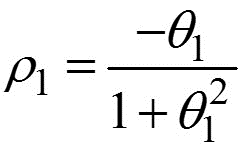 ρ₁ = −θ₁ / (1 + θ₁²)